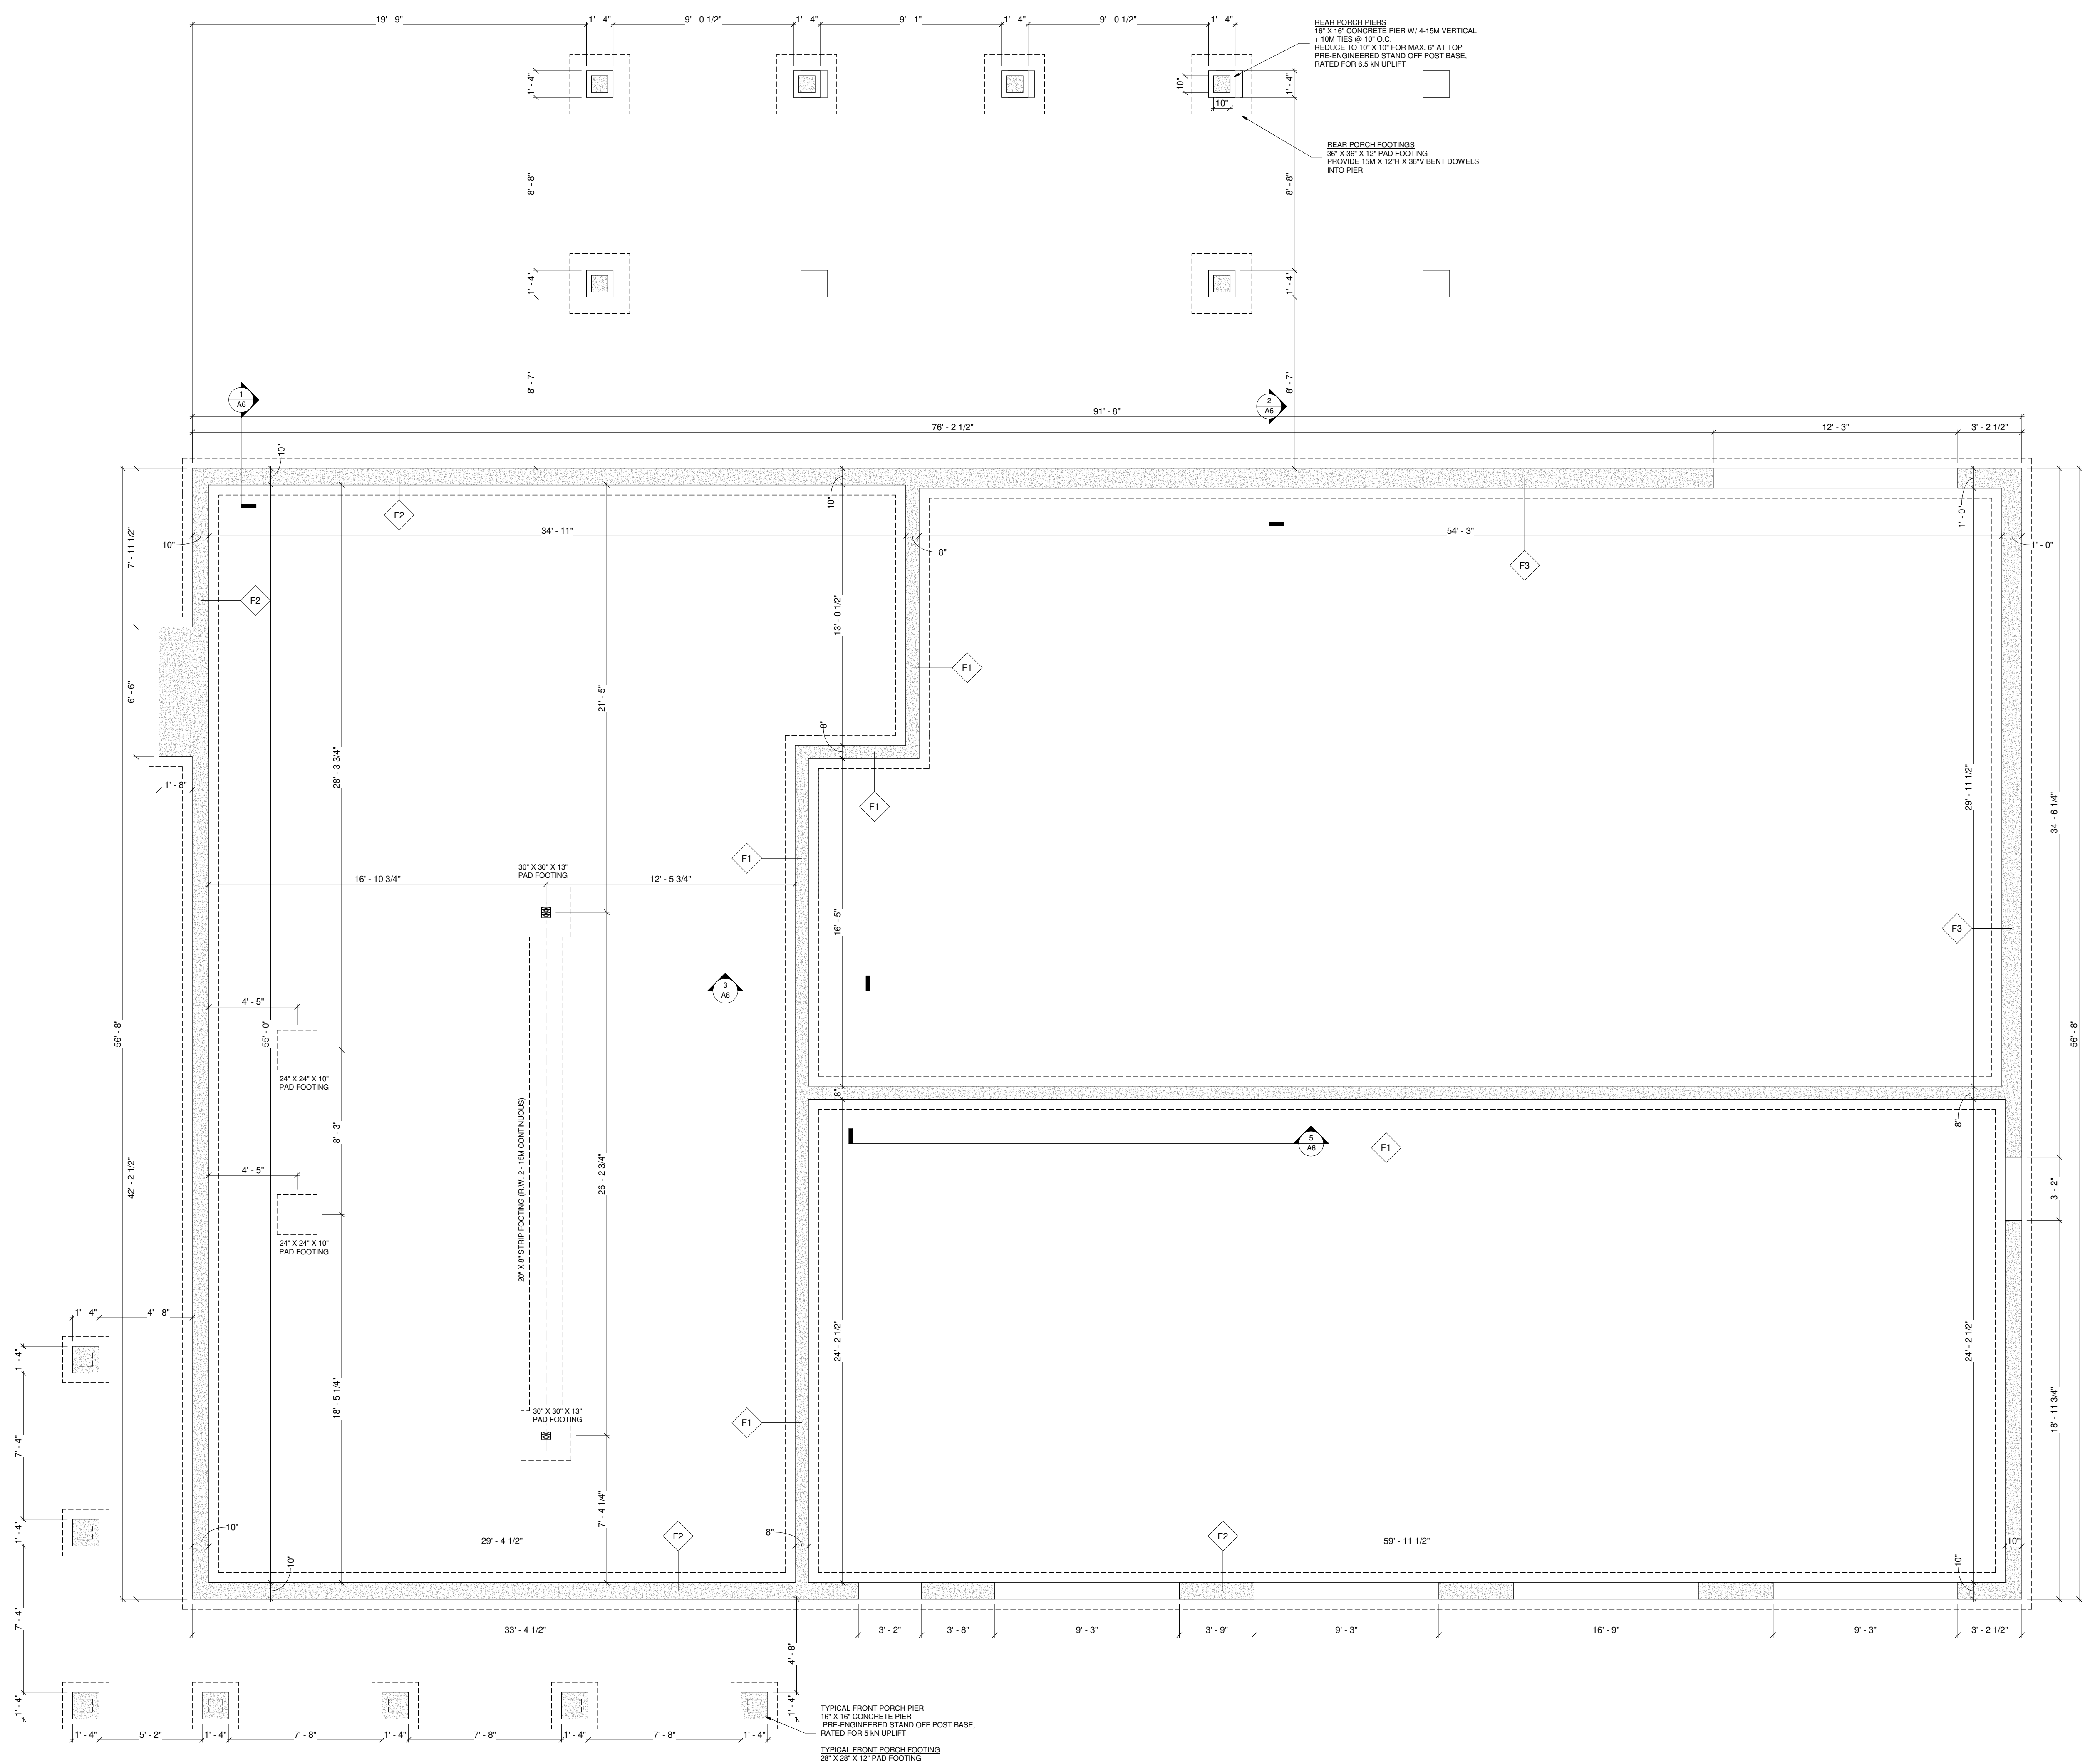 19' - 9"
1' - 4"
9' - 0 1/2"
1' - 4"
9' - 1"
1' - 4"
9' - 0 1/2"
1' - 4"
REAR PORCH PIERS
16" X 16" CONCRETE PIER W/ 4-15M VERTICAL
+ 10M TIES @ 10" O.C.
REDUCE TO 10" X 10" FOR MAX. 6" AT TOP
PRE-ENGINEERED STAND OFF POST BASE,
RATED FOR 6.5 kN UPLIFT
1' - 4"
10"
10"
1' - 4"
REAR PORCH FOOTINGS
36" X 36" X 12" PAD FOOTING
PROVIDE 15M X 12"H X 36"V BENT DOWELS
INTO PIER
8' - 8"
8' - 8"
1' - 4"
1' - 4"
8' - 7"
8' - 7"
1
A6
2
A6
91' - 8"
76' - 2 1/2"
12' - 3"
3' - 2 1/2"
10"
10"
1' - 0"
F2
34' - 11"
54' - 3"
10"
8"
1' - 0"
7' - 11 1/2"
F3
F2
13' - 0 1/2"
F1
6' - 6"
21' - 5"
8"
28' - 3 3/4"
1' - 8"
F1
29' - 11 1/2"
34' - 6 1/4"
F1
30" X 30" X 13"
PAD FOOTING
16' - 10 3/4"
12' - 5 3/4"
16' - 5"
F3
3
A6
4' - 5"
56' - 8"
55' - 0"
56' - 8"
24" X 24" X 10"
PAD FOOTING
8"
8' - 3"
20" X 8" STRIP FOOTING (R.W. 2 - 15M CONTINUOUS)
5
A6
F1
8"
4' - 5"
42' - 2 1/2"
26' - 2 3/4"
3' - 2"
24" X 24" X 10"
PAD FOOTING
1' - 4"
4' - 8"
24' - 2 1/2"
24' - 2 1/2"
1' - 4"
18' - 5 1/4"
30" X 30" X 13"
PAD FOOTING
F1
18' - 11 3/4"
7' - 4"
7' - 4 1/4"
1' - 4"
10"
F2
8"
F2
29' - 4 1/2"
59' - 11 1/2"
10"
10"
10"
7' - 4"
33' - 4 1/2"
3' - 2"
3' - 8"
9' - 3"
3' - 9"
9' - 3"
16' - 9"
9' - 3"
3' - 2 1/2"
4' - 8"
1' - 4"
1' - 4"
TYPICAL FRONT PORCH PIER
16" X 16" CONCRETE PIER
PRE-ENGINEERED STAND OFF POST BASE,
RATED FOR 5 kN UPLIFT
1' - 4"
5' - 2"
1' - 4"
7' - 8"
1' - 4"
7' - 8"
1' - 4"
7' - 8"
1' - 4"
TYPICAL FRONT PORCH FOOTING
28" X 28" X 12" PAD FOOTING